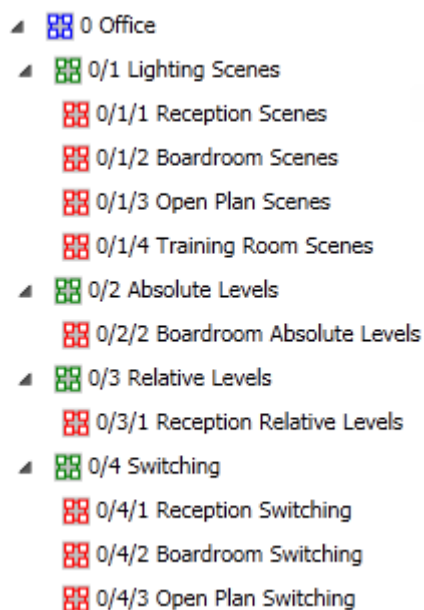 0 Office
0/1 Lighting Scenes
0/1/1 Reception Scenes
0/1/2 Boardroom Scenes
0/1/3 Open Plan Scenes
0/1/4 Training Room Scenes
0/2 Absolute Levels
0/2/2 Boardroom Absolute Levels
0/3 Relative Levels
0/3/1 Reception Relative Levels
0/4 Switching
0/4/1 Reception Switching
0/4/2 Boardroom Switching
0/4/3 Open Plan Switching